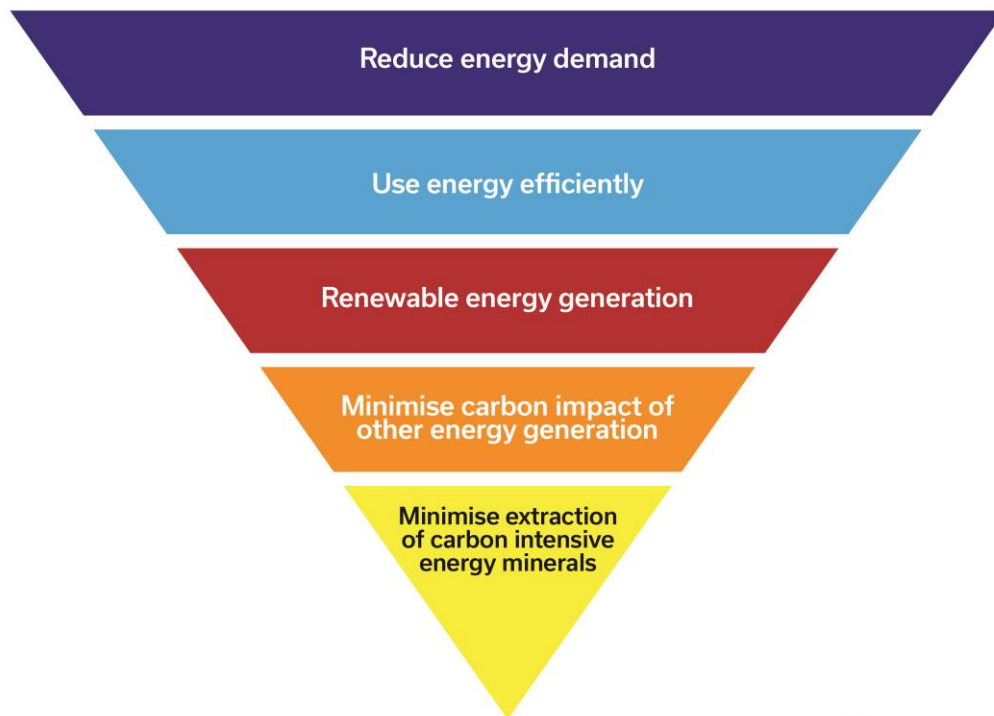 Reduce energy demand
Use energy efficiently
Renewable energy generation
Minimise carbon impact of
other energy generation
Minimise extraction
of carbon intensive
energy minerals